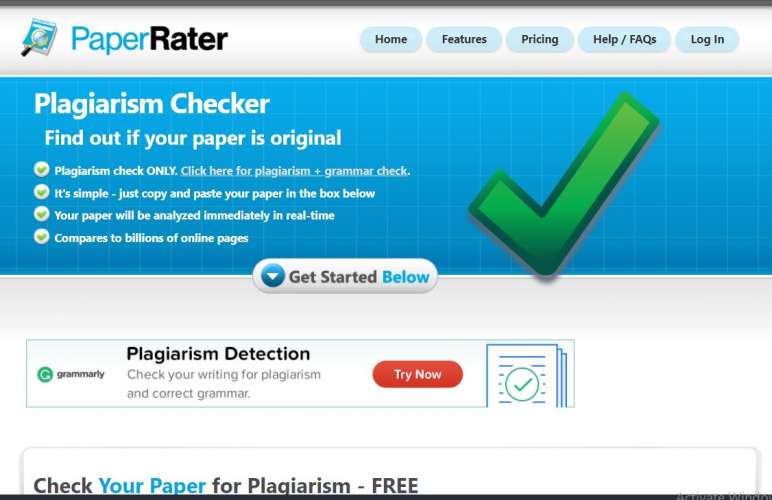 PaperRater
Home
Features
Pricing
Help / FAQs
Log In
Plagiarism Checker
Find out if your paper is original
Plagiarism check ONLY. Click here for plagiarism + grammar check.
It's simple - just copy and paste your paper in the box below
Your paper will be analyzed immediately in real-time
Compares to billions of online pages
Get Started Below
grammarly
Plagiarism Detection
Check your writing for plagiarism
and correct grammar.
Try Now
Check Your Paper for Plagiarism - FREE